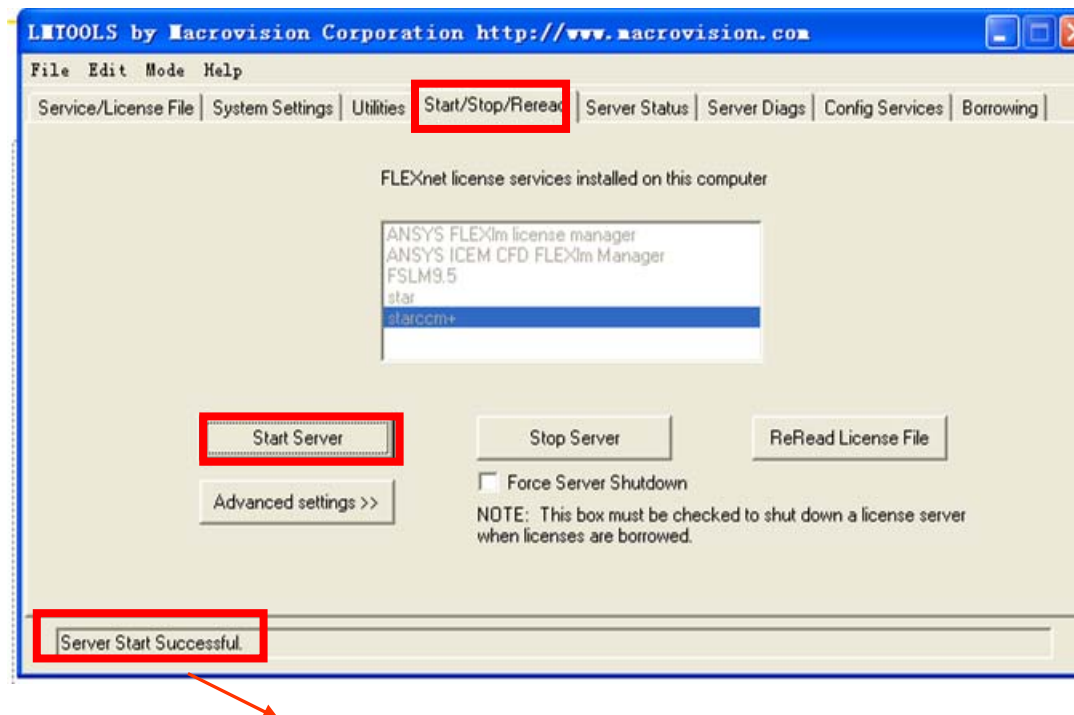 LMTOOLS by Macrovision Corporation http://www.macrovision.com
File Edit Mode Help
Service/License File System Settings Utilities Start/Stop/Reread Server Status Server Diags Config Services Borrowing
FLEXnet license services installed on this computer
ANSYS FLEXlm license manager
ANSYS ICEM CFD FLEXlm Manager
FSLM9.5
star
starccm+
Start Server Stop Server ReRead License File
Force Server Shutdown
Advanced settings >>
NOTE: This box must be checked to shut down a license server
when licenses are borrowed.
Server Start Successful.